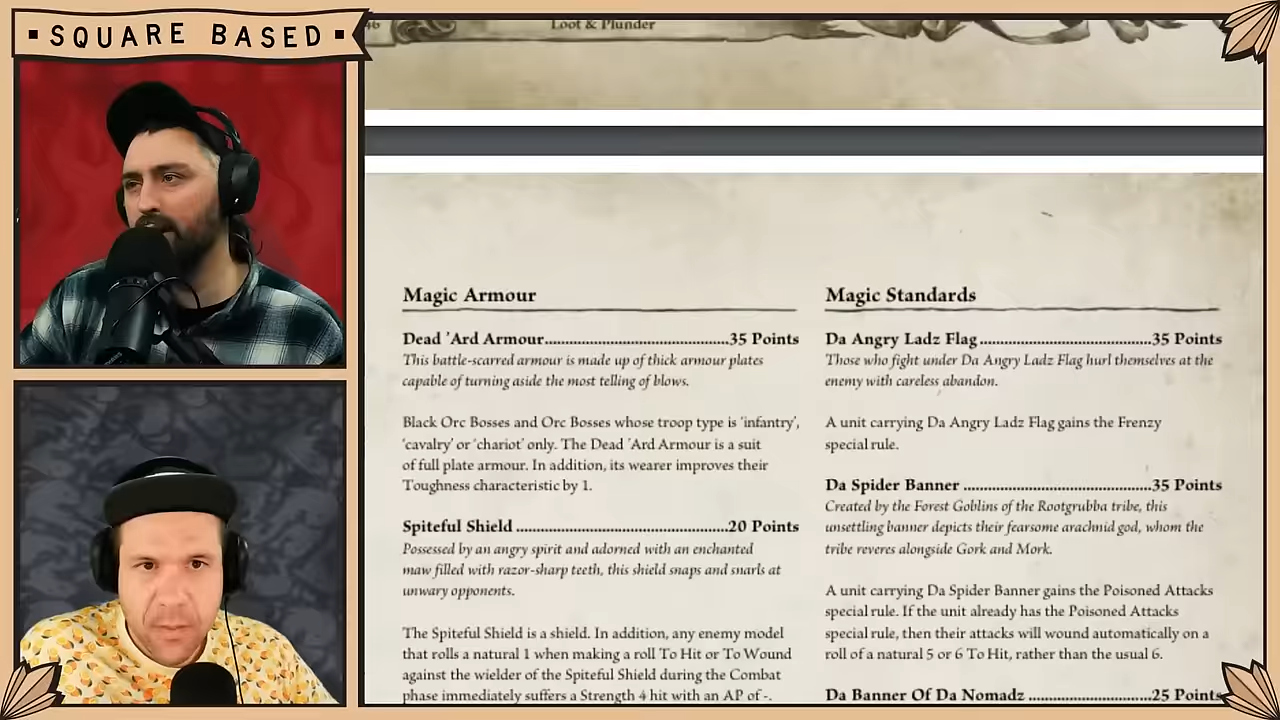 SQUARE BASED
46
Loot & Plunder
Magic Armour
Dead 'Ard Armour..........................................35 Points
This battle-scarred armour is made up of thick armour plates
capable of turning aside the most telling of blows.
Black Orc Bosses and Orc Bosses whose troop type is 'infantry',
'cavalry' or 'chariot' only. The Dead 'Ard Armour is a suit
of full plate armour. In addition, its wearer improves their
Toughness characteristic by 1.
Spiteful Shield................................................20 Points
Possessed by an angry spirit and adorned with an enchanted
maw filled with razor-sharp teeth, this shield snaps and snarls at
unwary opponents.
The Spiteful Shield is a shield. In addition, any enemy model
that rolls a natural 1 when making a roll To Hit or To Wound
against the wielder of the Spiteful Shield during the Combat
phase immediately suffers a Strength 4 hit with an AP of -.
Magic Standards
Da Angry Ladz Flag.......................................35 Points
Those who fight under Da Angry Ladz Flag hurl themselves at the
enemy with careless abandon.
A unit carrying Da Angry Ladz Flag gains the Frenzy
special rule.
Da Spider Banner ...........................................35 Points
Created by the Forest Goblins of the Rootgrubba tribe, this
unsettling banner depicts their fearsome arachnid god, whom the
tribe reveres alongside Gork and Mork.
A unit carrying Da Spider Banner gains the Poisoned Attacks
special rule. If the unit already has the Poisoned Attacks
special rule, then their attacks will wound automatically on a
roll of a natural 5 or 6 To Hit, rather than the usual 6.
Da Banner Of Da Nomadz ............................25 Points